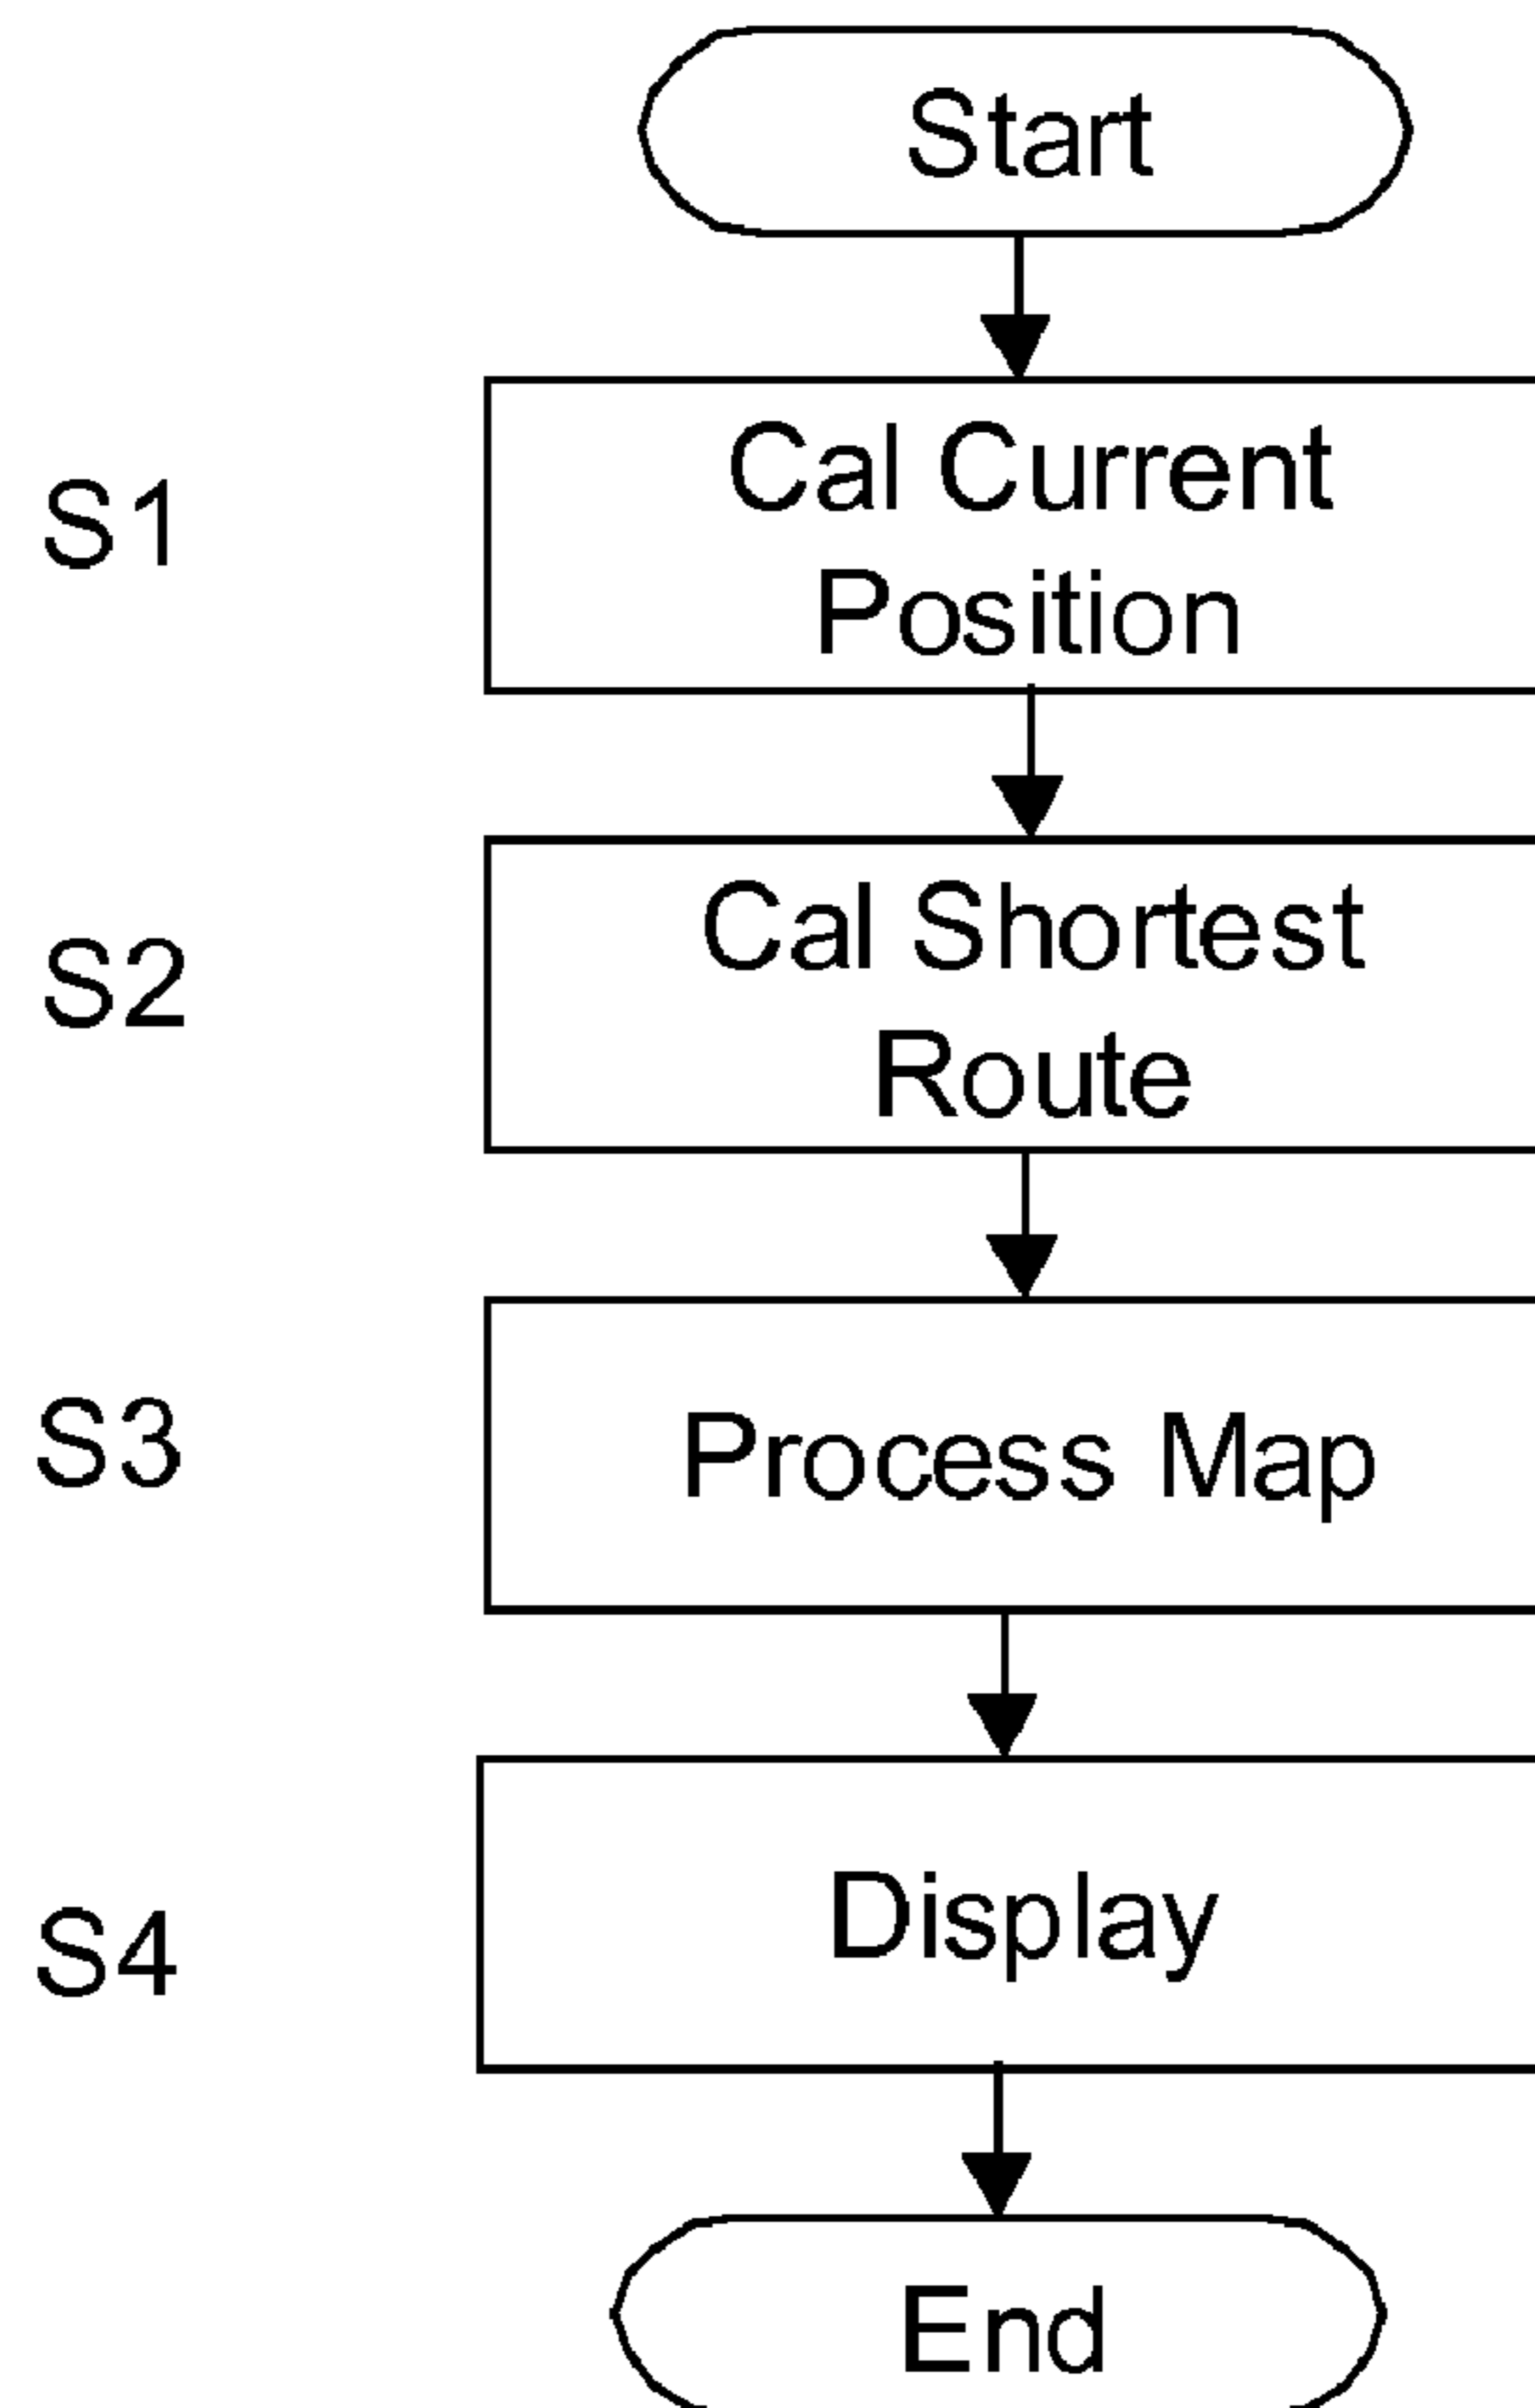 Start
S1
Cal Current
Position
S2
Cal Shortest
Route
S3
Process Map
S4
Display
End